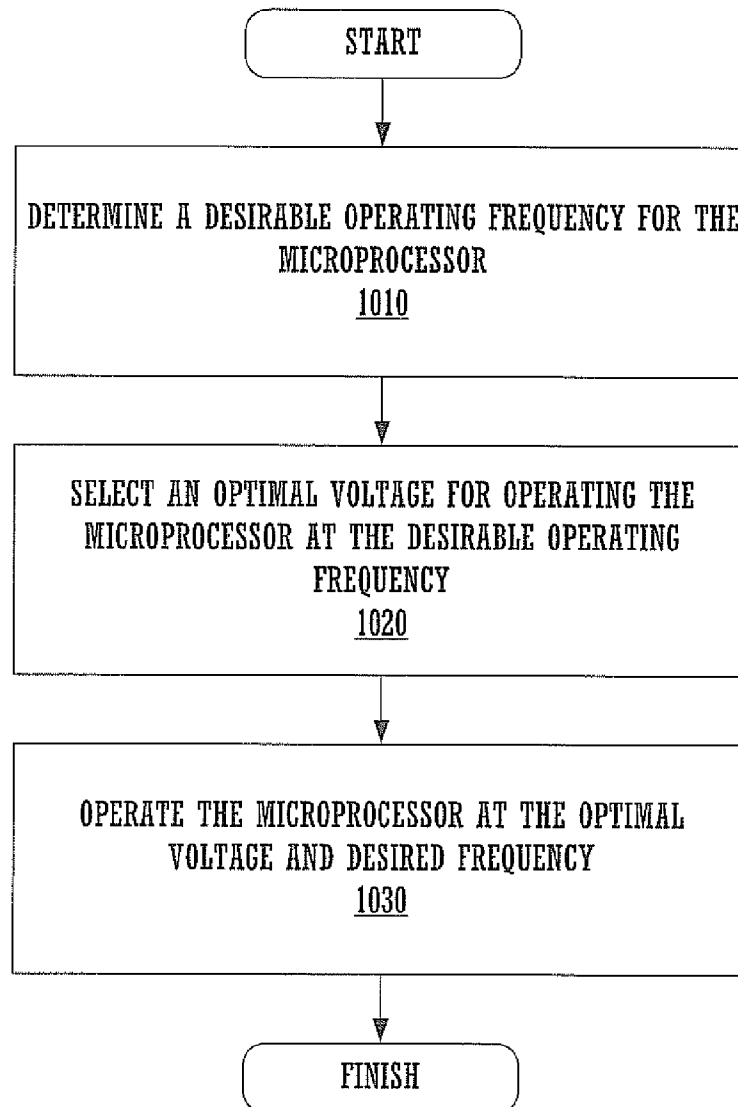 START
DETERMINE A DESIRABLE OPERATING FREQUENCY FOR THE
MICROPROCESSOR
1010
SELECT AN OPTIMAL VOLTAGE FOR OPERATING THE
MICROPROCESSOR AT THE DESIRABLE OPERATING
FREQUENCY
1020
OPERATE THE MICROPROCESSOR AT THE OPTIMAL
VOLTAGE AND DESIRED FREQUENCY
1030
FINISH